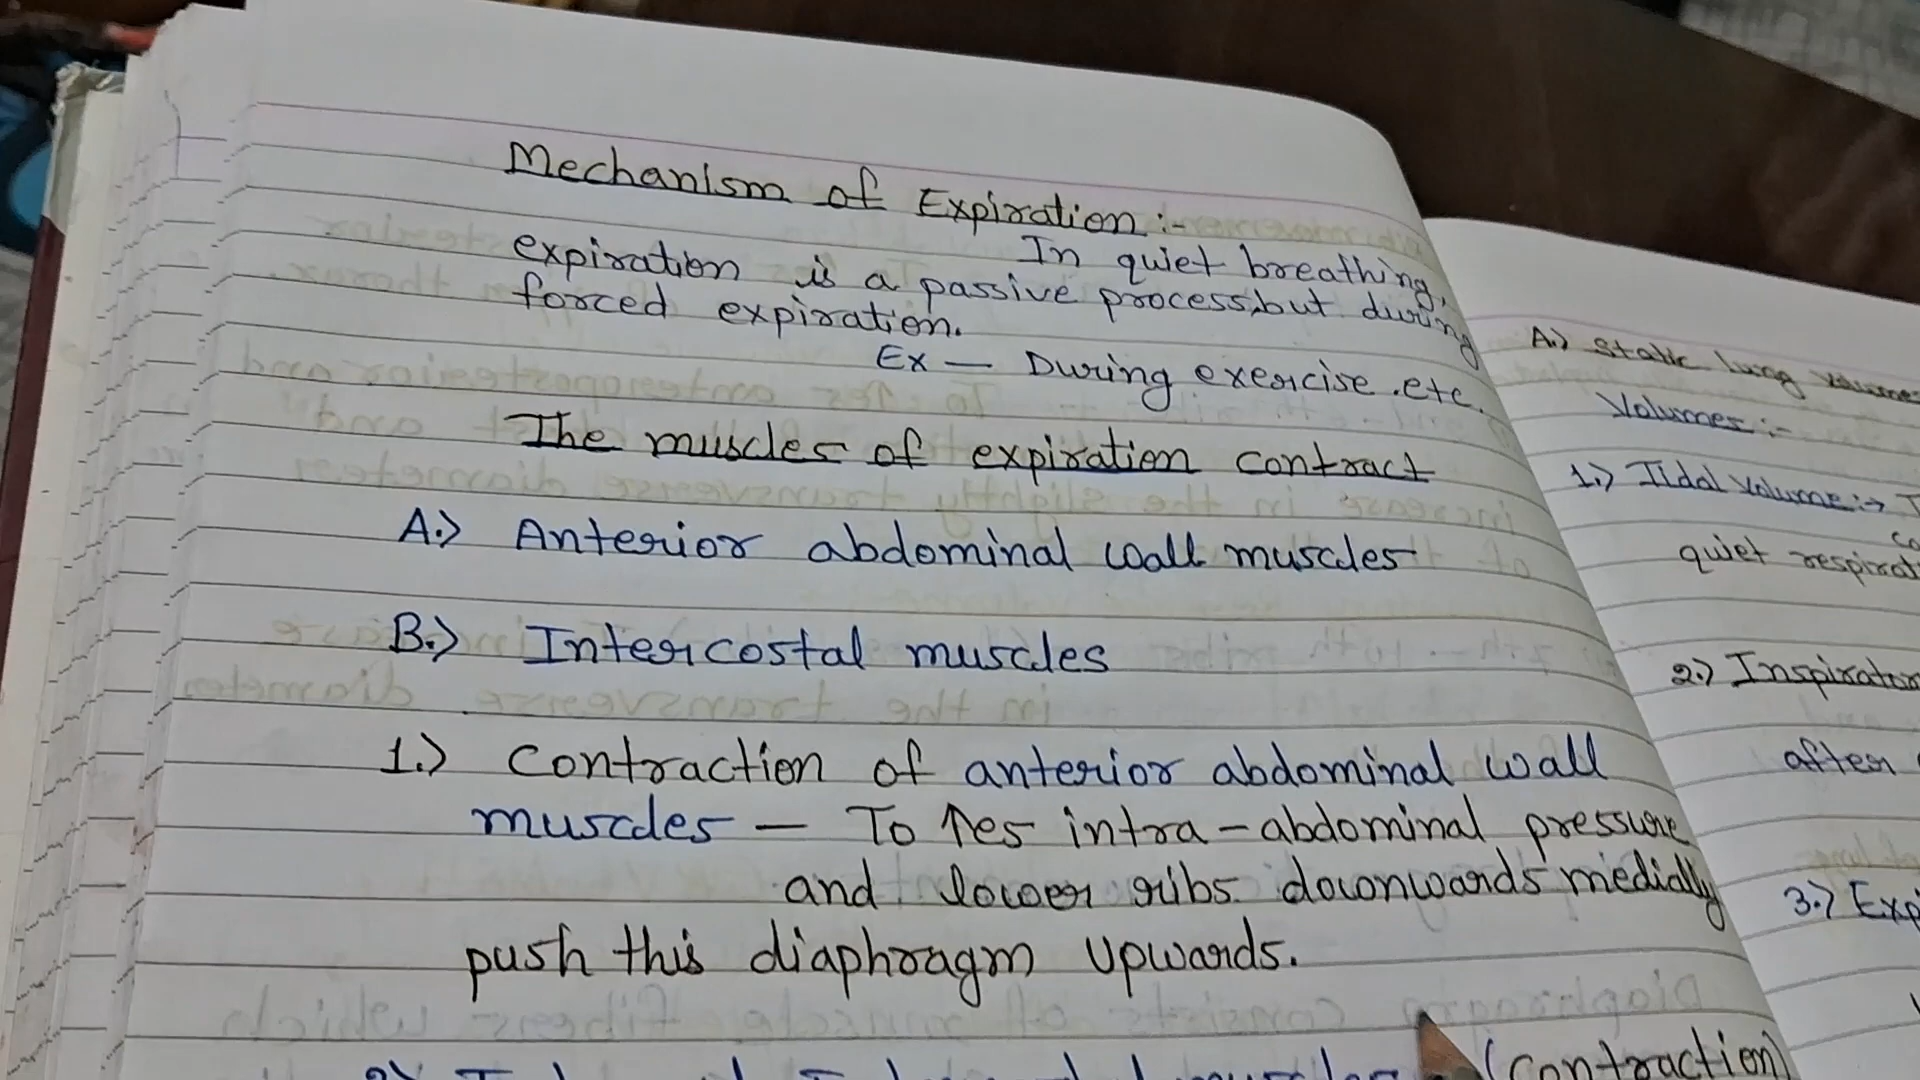 Mechanism of Expiration :-
In quiet breathing,
expiration is a passive process, but during
forced expiration.
Ex — During exercise .etc.
The muscles of expiration contract
A.) Anterior abdominal wall muscles
B.) Intercostal muscles
1.) Contraction of anterior abdominal wall
muscles — To ↑es intra-abdominal pressure
and lower ribs downwards medially
push this diaphragm upwards.
(contraction)
A.) Static lung volume
Volumes :-
1.) Tidal volume :→
quiet
2.)
after
3.)